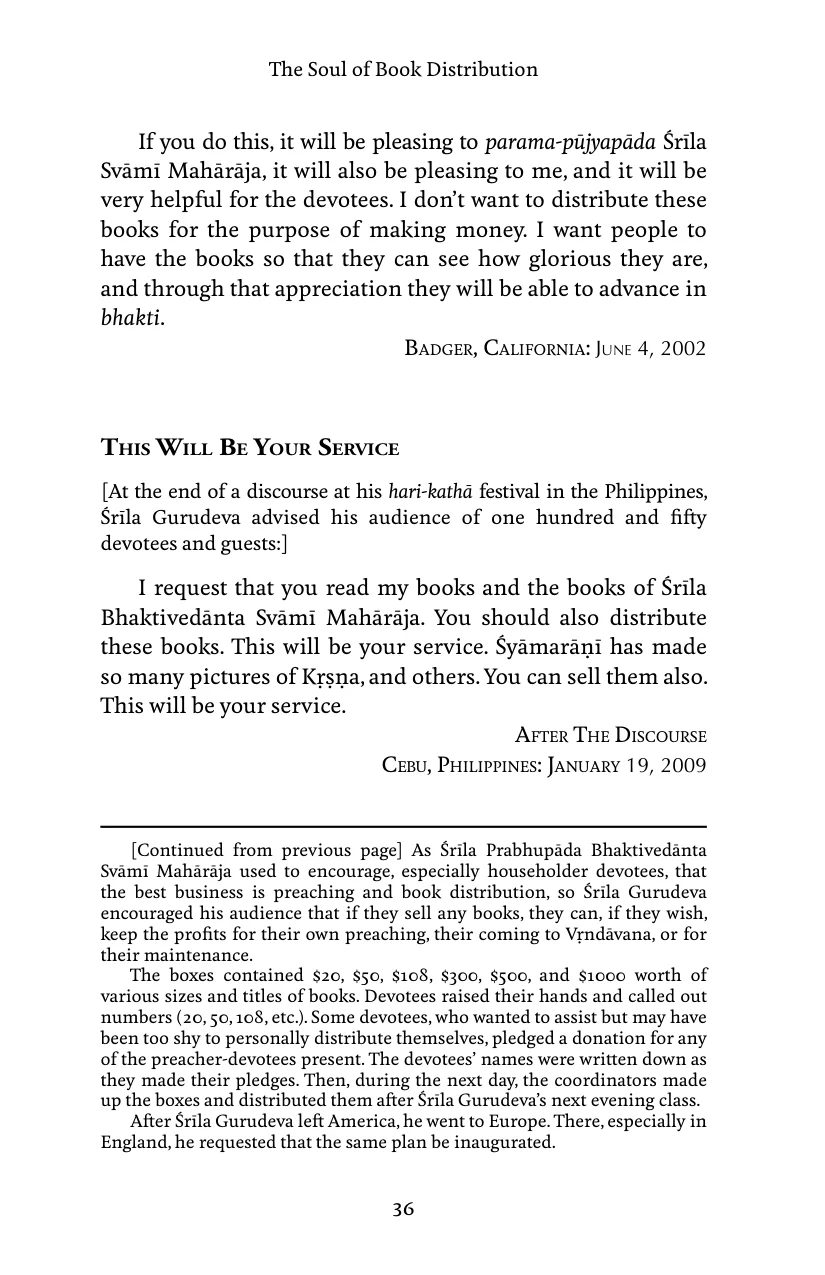 The Soul of Book Distribution
If you do this, it will be pleasing to parama-pūjyapāda Śrīla
Svāmī Mahārāja, it will also be pleasing to me, and it will be
very helpful for the devotees. I don’t want to distribute these
books for the purpose of making money. I want people to
have the books so that they can see how glorious they are,
and through that appreciation they will be able to advance in
bhakti.
Badger, California: June 4, 2002
This Will Be Your Service
[At the end of a discourse at his hari-kathā festival in the Philippines,
Śrīla Gurudeva advised his audience of one hundred and fifty
devotees and guests:]
I request that you read my books and the books of Śrīla
Bhaktivedānta Svāmī Mahārāja. You should also distribute
these books. This will be your service. Śyāmarāṇī has made
so many pictures of Kṛṣṇa, and others. You can sell them also.
This will be your service.
After The Discourse
Cebu, Philippines: January 19, 2009
[Continued from previous page] As Śrīla Prabhupāda Bhaktivedānta
Svāmī Mahārāja used to encourage, especially householder devotees, that
the best business is preaching and book distribution, so Śrīla Gurudeva
encouraged his audience that if they sell any books, they can, if they wish,
keep the profits for their own preaching, their coming to Vṛndāvana, or for
their maintenance.
The boxes contained $20, $50, $108, $300, $500, and $1000 worth of
various sizes and titles of books. Devotees raised their hands and called out
numbers (20, 50, 108, etc.). Some devotees, who wanted to assist but may have
been too shy to personally distribute themselves, pledged a donation for any
of the preacher-devotees present. The devotees’ names were written down as
they made their pledges. Then, during the next day, the coordinators made
up the boxes and distributed them after Śrīla Gurudeva’s next evening class.
After Śrīla Gurudeva left America, he went to Europe. There, especially in
England, he requested that the same plan be inaugurated.
36